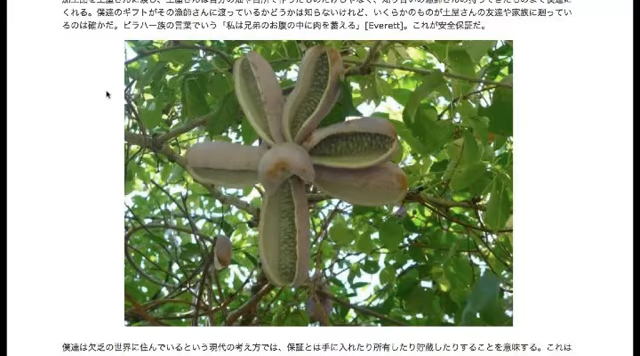 くれる。僕達のギフトがその漁師さんに渡っているかどうかは知らないけれど、いくらかのものが土屋さんの友達や家族に廻ってい
るのは確かだ。ピラハー族の言葉でいう「私は兄弟のお腹の中に肉を蓄える」[Everett]。これが安全保証だ。
僕達は欠乏の世界に住んでいるという現代の考え方では、保証とは手に入れたり所有したり貯蔵したりすることを意味する。これは